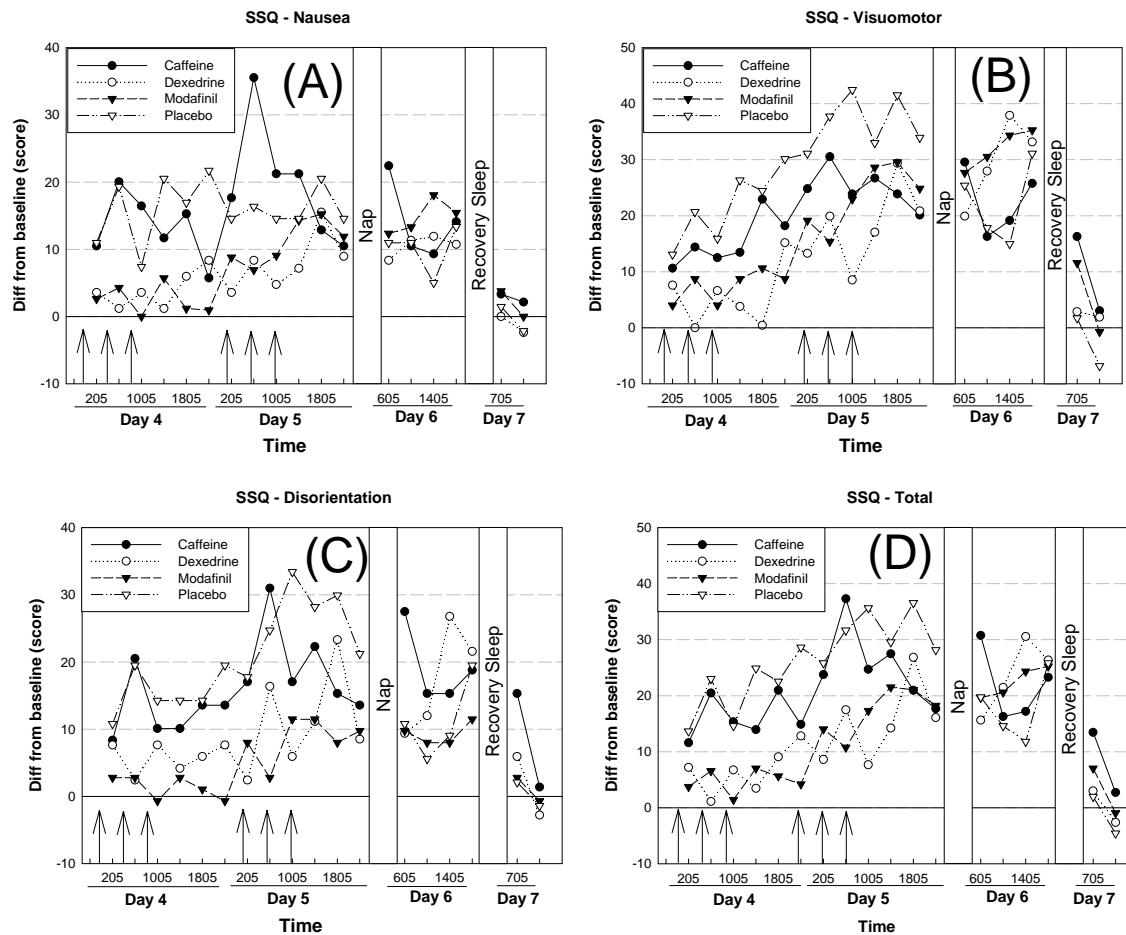 SSQ - Nausea
40
30
20
10
0
-10
Diff from baseline (score)
Caffeine
Dexedrine
Modafinil
Placebo
(A)
Nap
Recovery Sleep
205 1005 1805 205 1005 1805 605 1405 705
Day 4 Day 5 Day 6 Day 7
Time
SSQ - Visuomotor
50
40
30
20
10
0
-10
Diff from baseline (score)
Caffeine
Dexedrine
Modafinil
Placebo
(B)
Nap
Recovery Sleep
205 1005 1805 205 1005 1805 605 1405 705
Day 4 Day 5 Day 6 Day 7
Time
SSQ - Disorientation
40
30
20
10
0
-10
Diff from baseline (score)
Caffeine
Dexedrine
Modafinil
Placebo
(C)
Nap
Recovery Sleep
205 1005 1805 205 1005 1805 605 1405 705
Day 4 Day 5 Day 6 Day 7
Time
SSQ - Total
50
40
30
20
10
0
-10
Diff from baseline (score)
Caffeine
Dexedrine
Modafinil
Placebo
(D)
Nap
Recovery Sleep
205 1005 1805 205 1005 1805 605 1405 705
Day 4 Day 5 Day 6 Day 7
Time